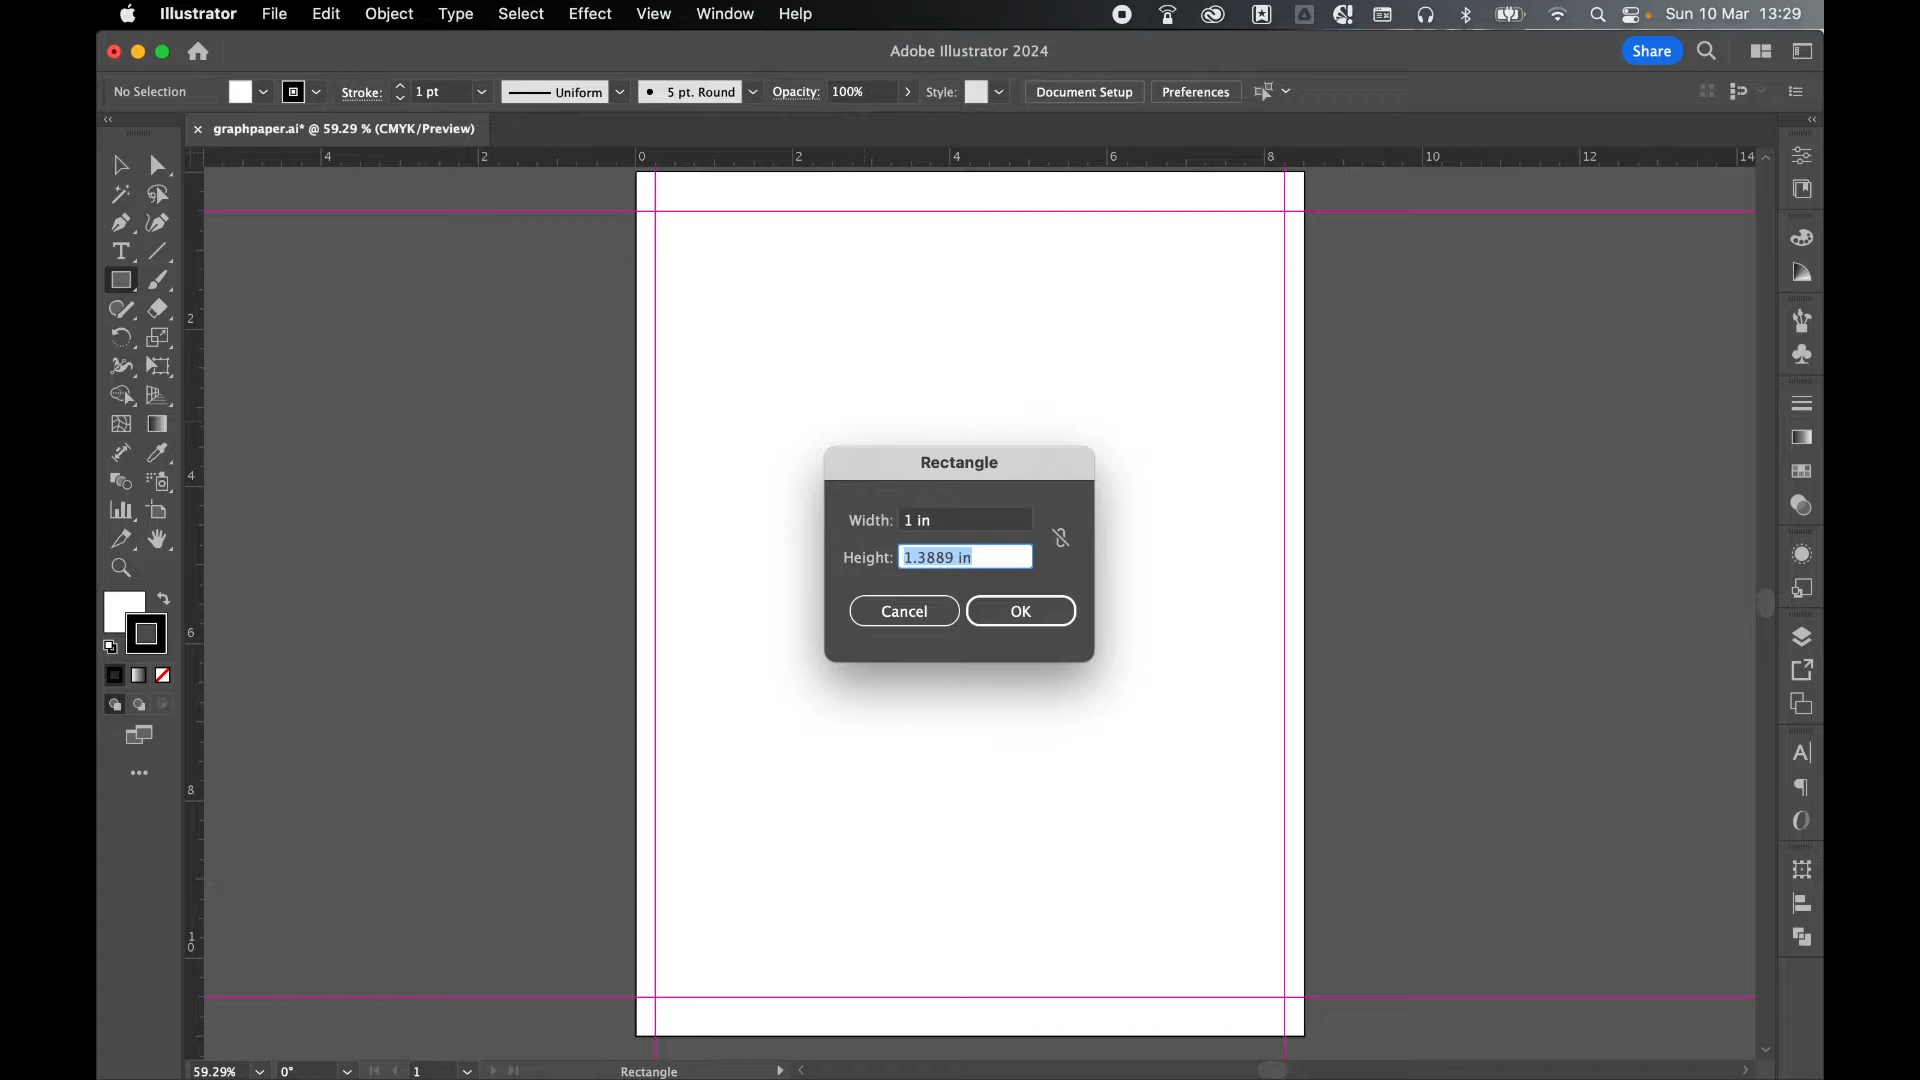 Illustrator File Edit Object Type Select Effect View Window Help Sun 10 Mar 13:29
Adobe Illustrator 2024 Share
No Selection Stroke: 1 pt Uniform 5 pt. Round Opacity: 100% Style: Document Setup Preferences
graphpaper.ai* @ 59.29 % (CMYK/Preview)
4 2 0 2 4 6 8 10 12 14
2
4
6
8
1
0
Rectangle
Width: 1 in
Height: 1.3889 in
Cancel OK
59.29% 0° 1 Rectangle